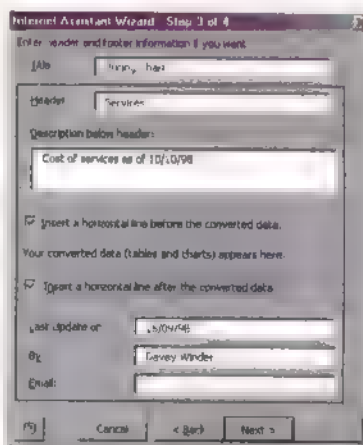 Internet Assistant Wizard - Step 3 of 4
Enter header and footer information if you want
Title
Header Services
Description below header:
Cost of services as of 10/10/98
Insert a horizontal line before the converted data.
Your converted data (tables and charts) appears here.
Insert a horizontal line after the converted data
Last Update on
By Davey Winder
Email:
Cancel < Back Next >